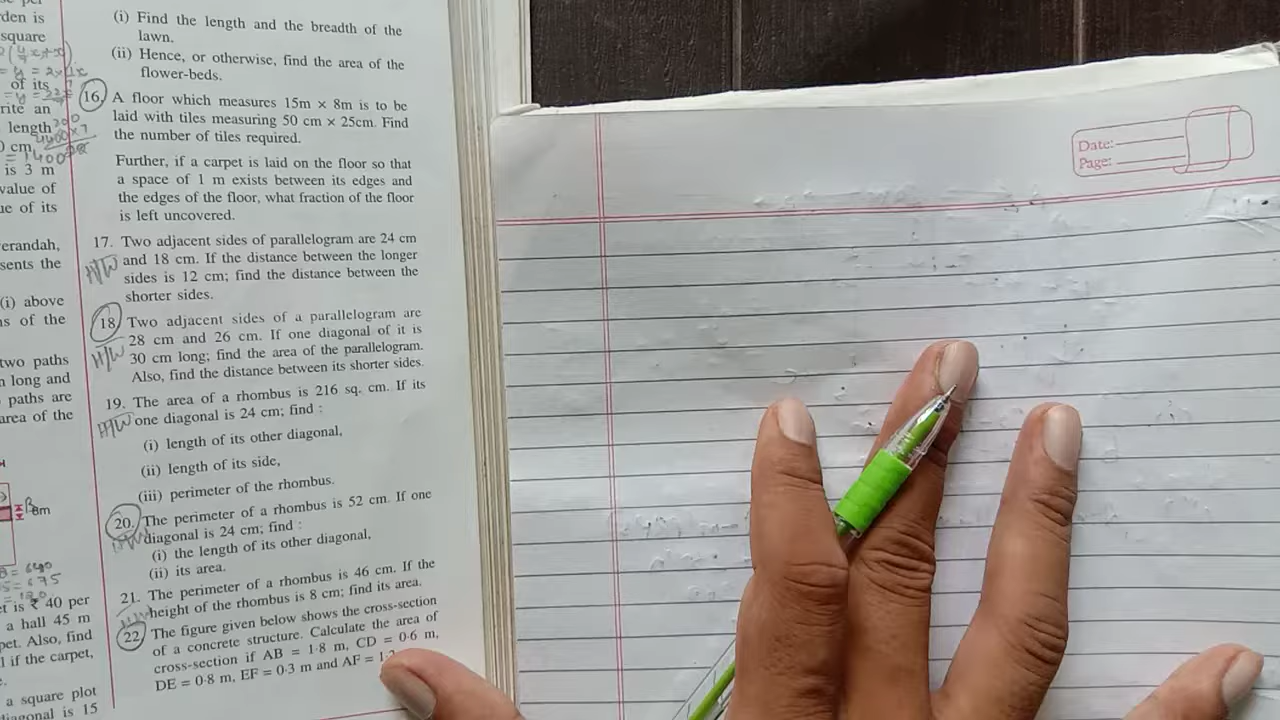 rden is
square
of its
rite an
length
0 cm
is 3 m
value of
ue of its
erandah,
sents the
(i) above
ns of the
two paths
n long and
paths are
area of the
8m
et is ₹ 40 per
a hall 45 m
pet. Also, find
l if the carpet,
a square plot
diagonal is 15
(i) Find the length and the breadth of the
lawn.
(ii) Hence, or otherwise, find the area of the
flower-beds.
16. A floor which measures 15m × 8m is to be
laid with tiles measuring 50 cm × 25cm. Find
the number of tiles required.
Further, if a carpet is laid on the floor so that
a space of 1 m exists between its edges and
the edges of the floor, what fraction of the floor
is left uncovered.
17. Two adjacent sides of parallelogram are 24 cm
H/W and 18 cm. If the distance between the longer
sides is 12 cm; find the distance between the
shorter sides.
18. Two adjacent sides of a parallelogram are
28 cm and 26 cm. If one diagonal of it is
H/W 30 cm long; find the area of the parallelogram.
Also, find the distance between its shorter sides.
19. The area of a rhombus is 216 sq. cm. If its
H/W one diagonal is 24 cm; find :
(i) length of its other diagonal,
(ii) length of its side,
(iii) perimeter of the rhombus.
20. The perimeter of a rhombus is 52 cm. If one
H/W diagonal is 24 cm; find :
(i) the length of its other diagonal,
(ii) its area.
21. The perimeter of a rhombus is 46 cm. If the
height of the rhombus is 8 cm; find its area.
22. The figure given below shows the cross-section
of a concrete structure. Calculate the area of
cross-section if AB = 1·8 m, CD = 0·6 m,
DE = 0·8 m, EF = 0·3 m and AF = 1·2
Date:
Page: